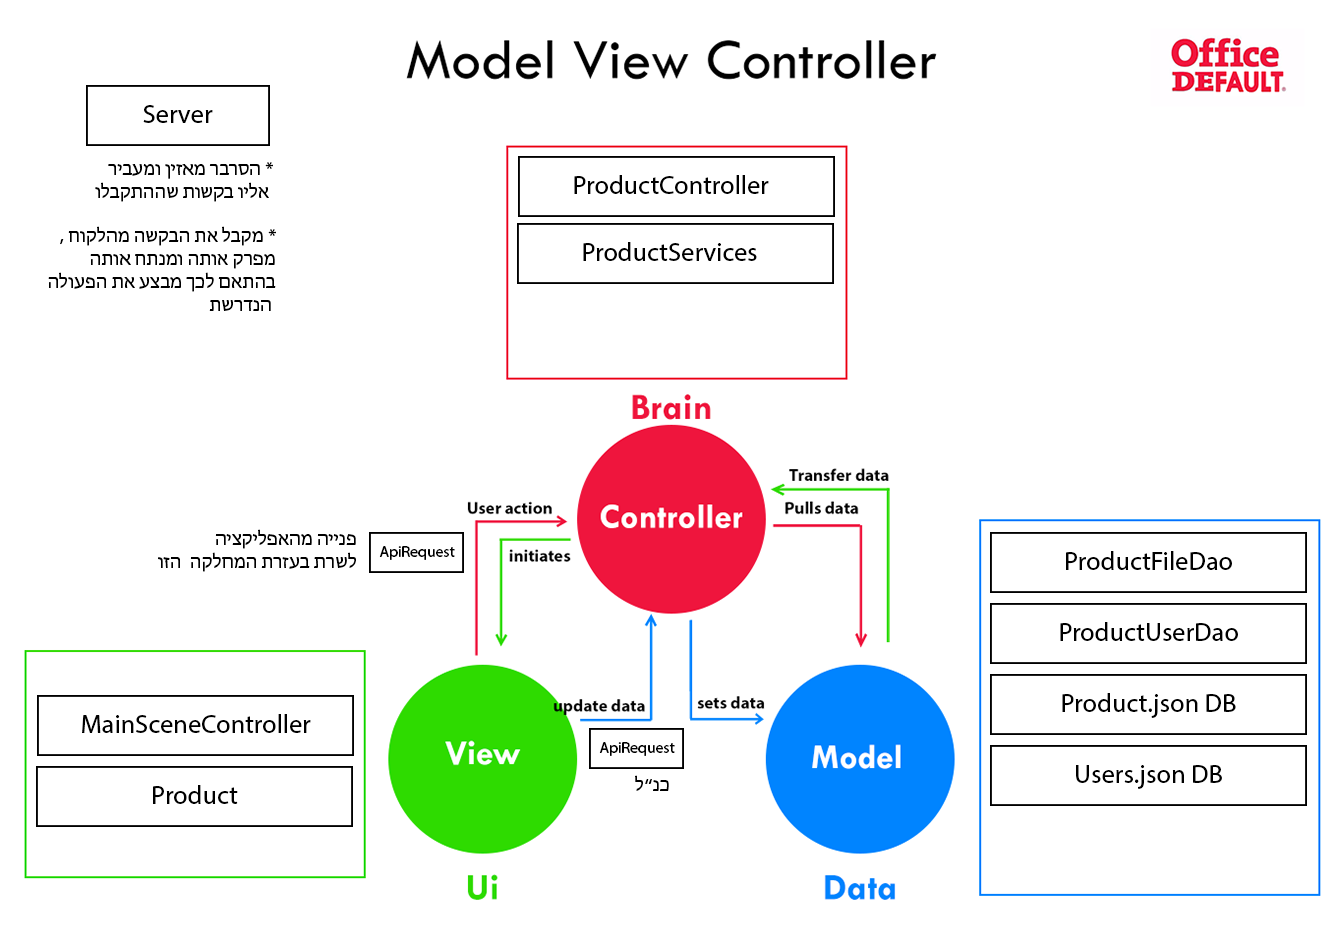 Model View Controller
Office
DEFAULT.
Server
* הסרבר מאזין ומעביר
אליו בקשות שההתקבלו
* מקבל את הבקשה מהלקוח ,
מפרק אותה ומנתח אותה
בהתאם לכך מבצע את הפעולה
הנדרשת
ProductController
ProductServices
Brain
Controller
Transfer data
Pulls data
User action
initiates
פנייה מהאפליקציה
לשרת בעזרת המחלקה הזו
ApiRequest
MainSceneController
Product
View
Ui
update data
ApiRequest
כנ״ל
sets data
Model
Data
ProductFileDao
ProductUserDao
Product.json DB
Users.json DB